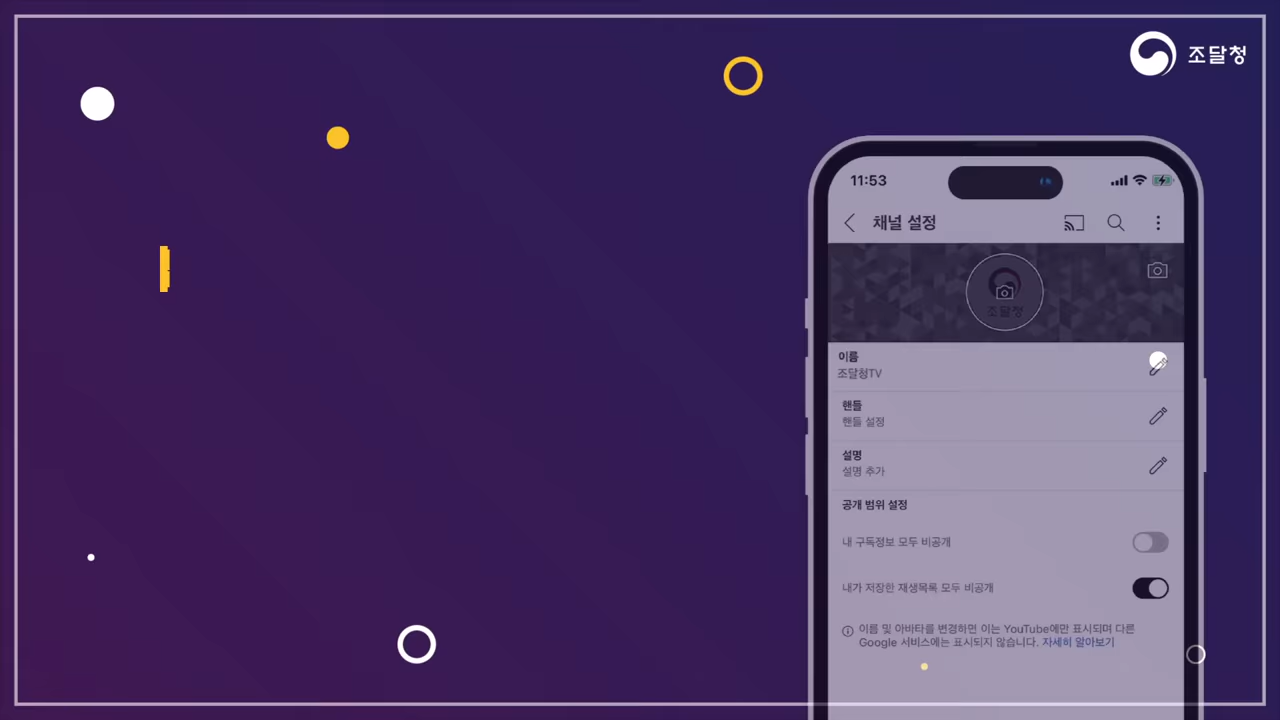 조달청
11:53
채널 설정
조달청
이름
조달청TV
핸들
핸들 설정
설명
설명 추가
공개 범위 설정
내 구독정보 모두 비공개
내가 저장한 재생목록 모두 비공개
이름 및 아바타를 변경하면 이는 YouTube에만 표시되며 다른
Google 서비스에는 표시되지 않습니다. 자세히 알아보기